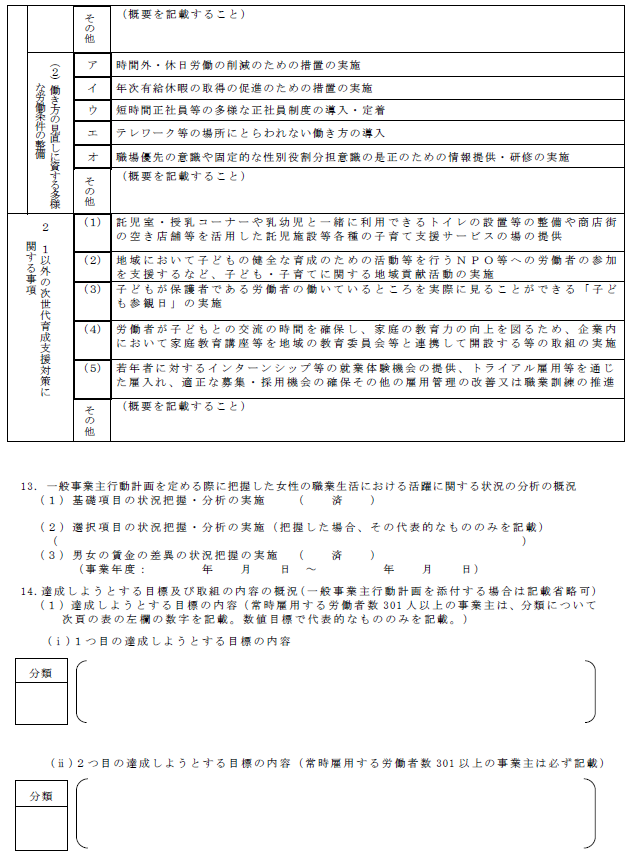 その他
（概要を記載すること）
（２）働き方の見直しに資する多様
な労働条件の整備
ア
時間外・休日労働の削減のための措置の実施
イ
年次有給休暇の取得の促進のための措置の実施
ウ
短時間正社員等の多様な正社員制度の導入・定着
エ
テレワーク等の場所にとらわれない働き方の導入
オ
職場優先の意識や固定的な性別役割分担意識の是正のための情報提供・研修の実施
その他
（概要を記載すること）
２　１以外の次世代育成支援対策に
関する事項
(1)
託児室・授乳コーナーや乳幼児と一緒に利用できるトイレの設置等の整備や商店街
の空き店舗等を活用した託児施設等各種の子育て支援サービスの場の提供
(2)
地域において子どもの健全な育成のための活動等を行うＮＰＯ等への労働者の参加
を支援するなど、子ども・子育てに関する地域貢献活動の実施
(3)
子どもが保護者である労働者の働いているところを実際に見ることができる「子ど
も参観日」の実施
(4)
労働者が子どもとの交流の時間を確保し、家庭の教育力の向上を図るため、企業内
において家庭教育講座等を地域の教育委員会等と連携して開設する等の取組の実施
(5)
若年者に対するインターンシップ等の就業体験機会の提供、トライアル雇用等を通じ
た雇入れ、適正な募集・採用機会の確保その他の雇用管理の改善又は職業訓練の推進
その他
（概要を記載すること）
13. 一般事業主行動計画を定める際に把握した女性の職業生活における活躍に関する状況の分析の概況
（１）基礎項目の状況把握・分析の実施　（　済　）
（２）選択項目の状況把握・分析の実施（把握した場合、その代表的なもののみを記載）
（　　　　　　　　　　　　　　　　　　　　　　　　　　　　　　）
（３）男女の賃金の差異の状況把握の実施　（　済　）
（事業年度：　　　年　月　日　～　　　年　月　日）
14. 達成しようとする目標及び取組の内容の概況（一般事業主行動計画を添付する場合は記載省略可）
（１）達成しようとする目標の内容（常時雇用する労働者数 301 人以上の事業主は、分類について
次頁の表の左欄の数字を記載。数値目標で代表的なもののみを記載。）
（ⅰ）１つ目の達成しようとする目標の内容
分類
（ⅱ）２つ目の達成しようとする目標の内容（常時雇用する労働者数 301 以上の事業主は必ず記載）
分類